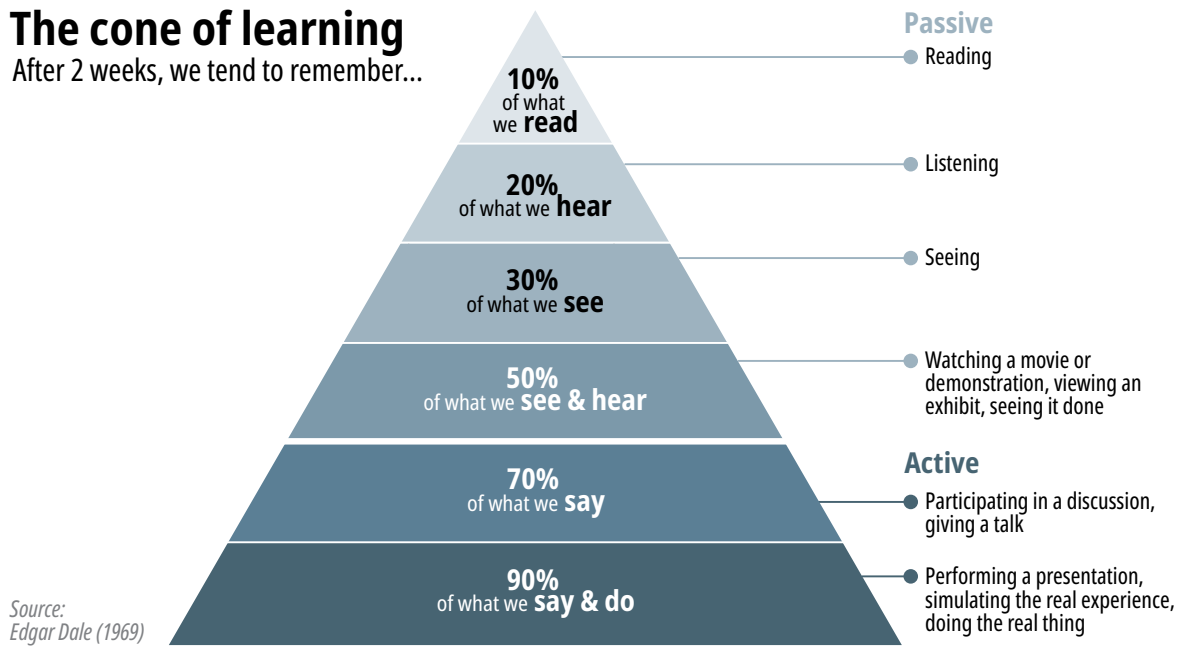 The cone of learning
After 2 weeks, we tend to remember...
10%
of what
we read
20%
of what we hear
30%
of what we see
50%
of what we see & hear
70%
of what we say
90%
of what we say & do
Passive
Reading
Listening
Seeing
Watching a movie or
demonstration, viewing an
exhibit, seeing it done
Active
Participating in a discussion,
giving a talk
Performing a presentation,
simulating the real experience,
doing the real thing
Source:
Edgar Dale (1969)